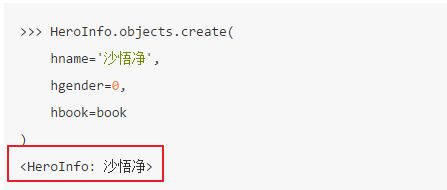 >>> HeroInfo.objects.create(
    hname='沙悟净',
    hgender=0,
    hbook=book
)
<HeroInfo: 沙悟净>